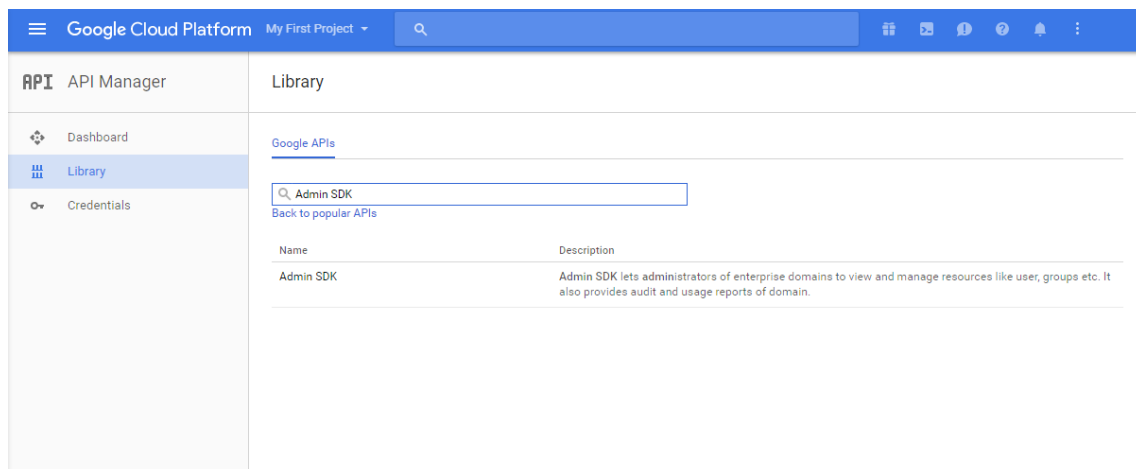 Google Cloud Platform My First Project
API API Manager
Library
Dashboard
Library
Credentials
Google APIs
Admin SDK
Back to popular APIs
Name Description
Admin SDK Admin SDK lets administrators of enterprise domains to view and manage resources like user, groups etc. It
also provides audit and usage reports of domain.